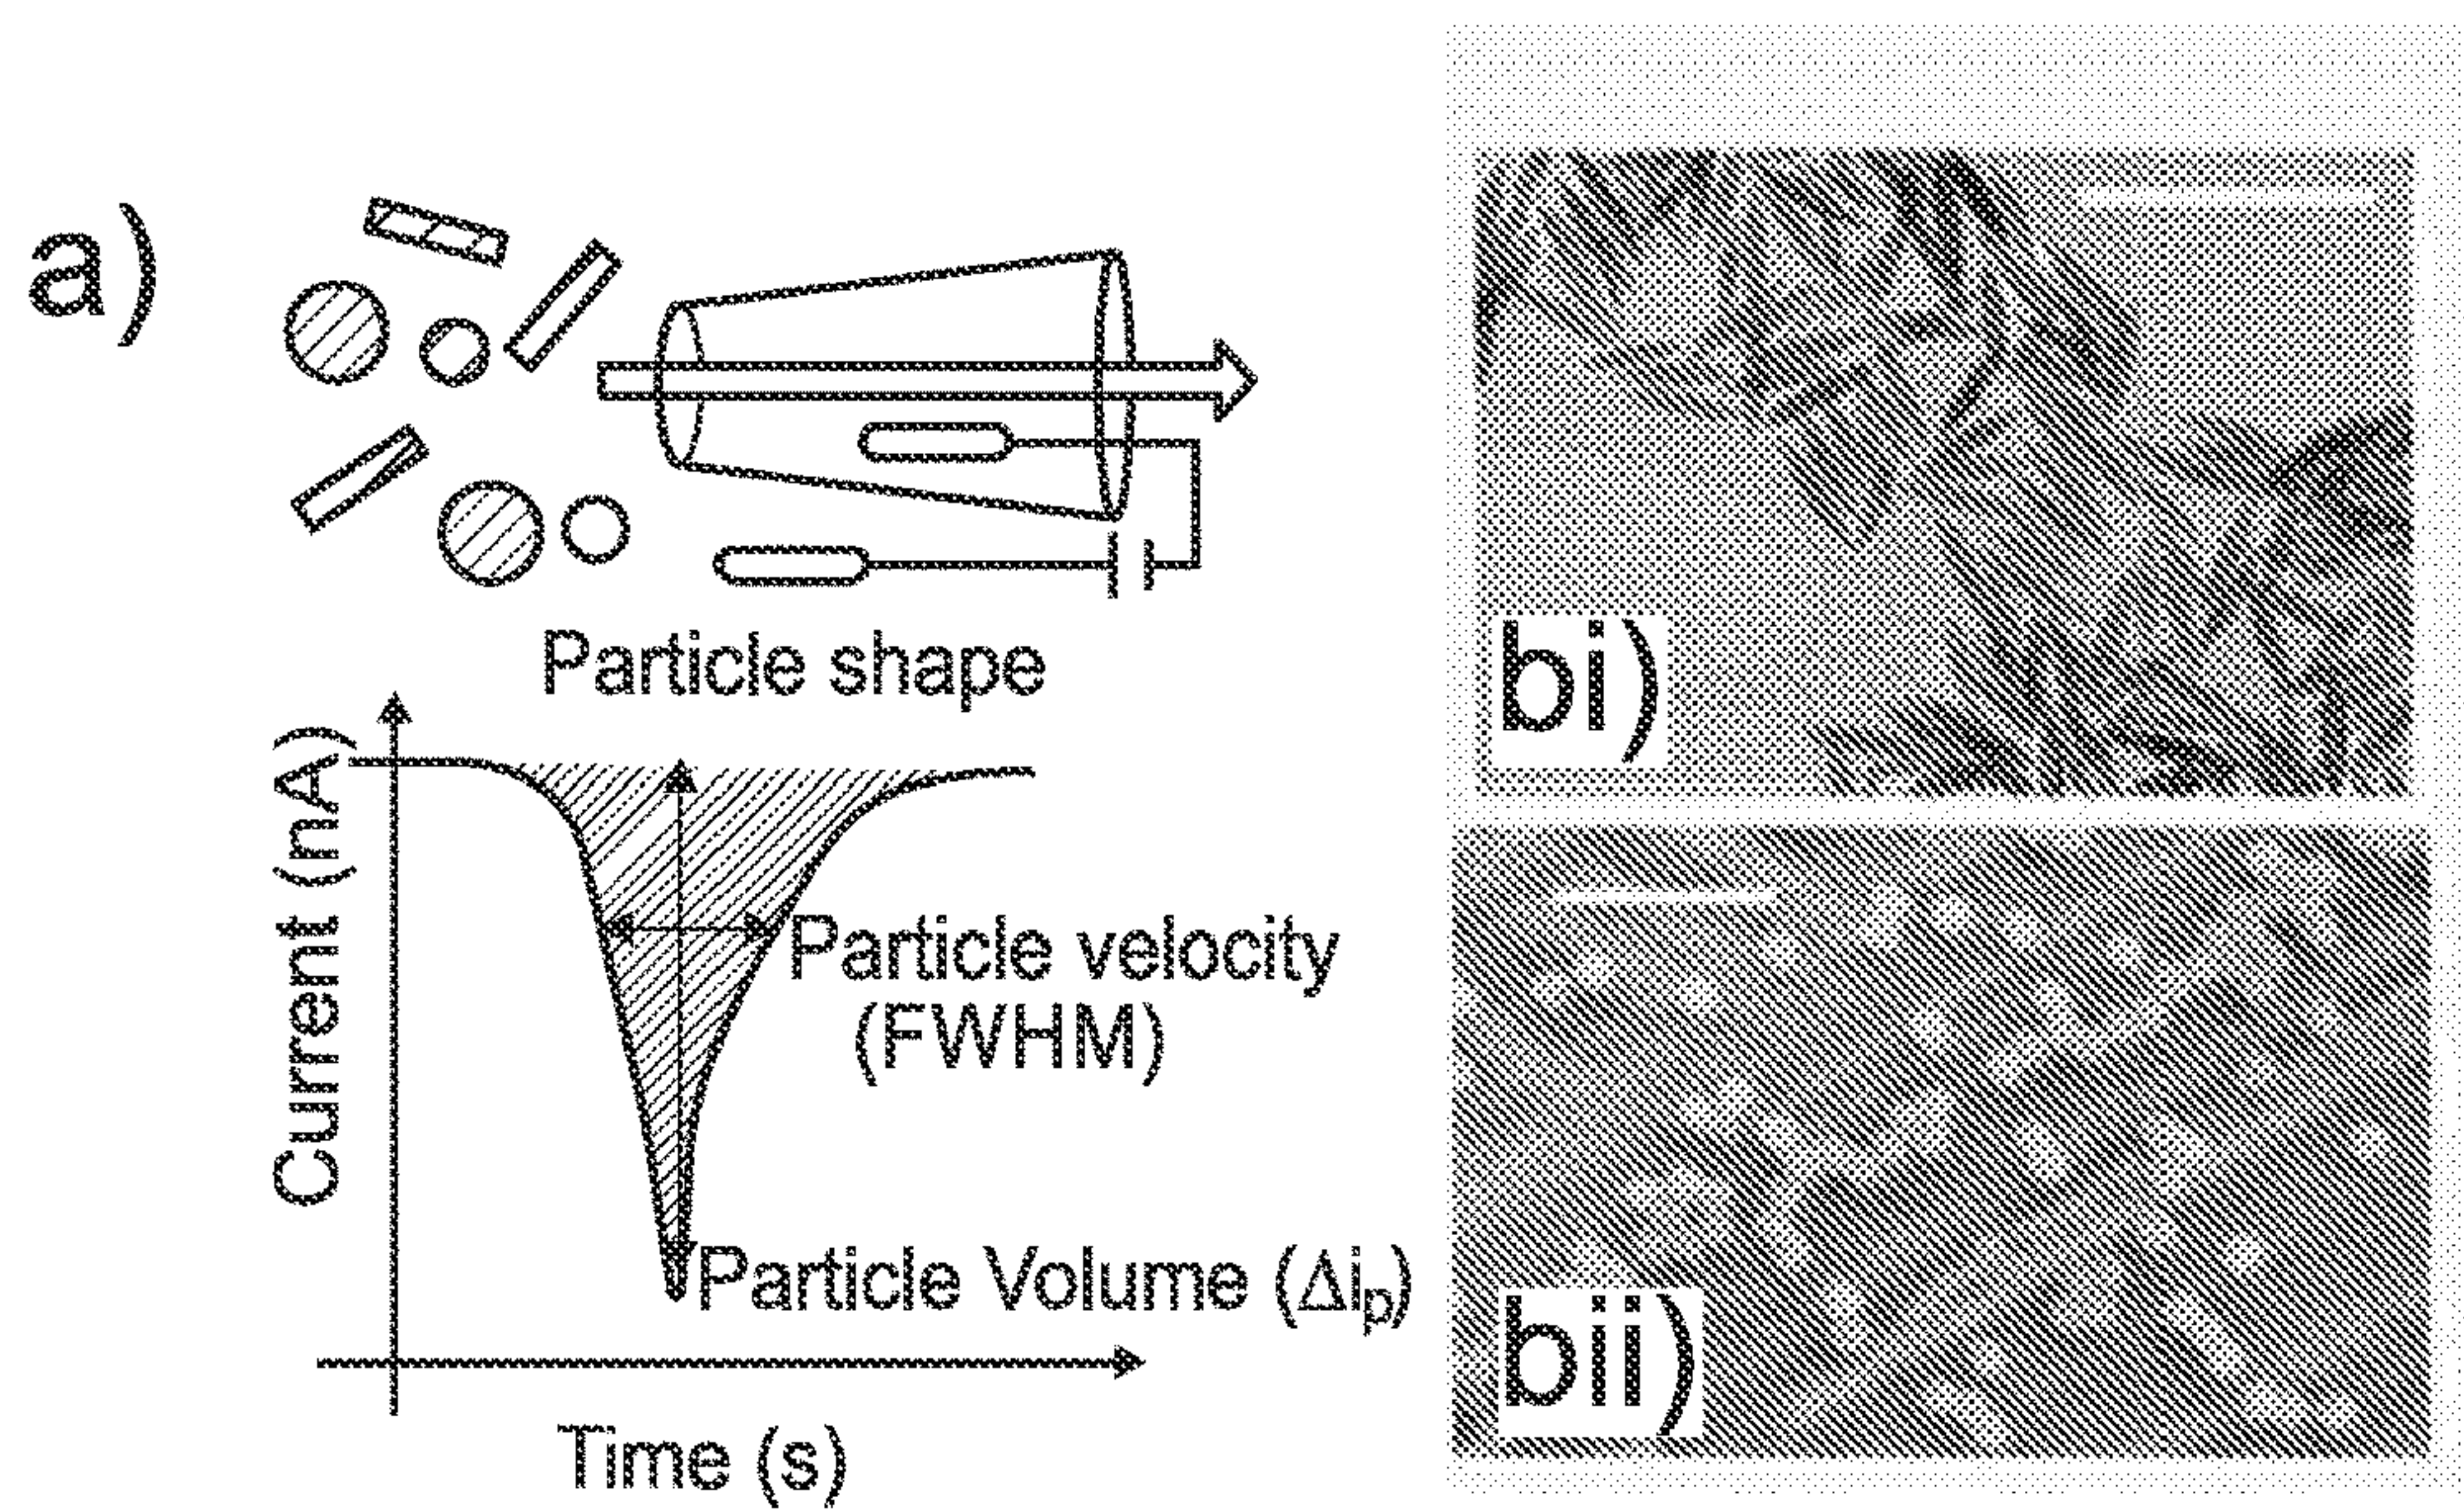 a)
Particle shape
Current (nA)
Particle velocity
(FWHM)
Particle Volume (Δiₚ)
Time (s)
bi)
bii)